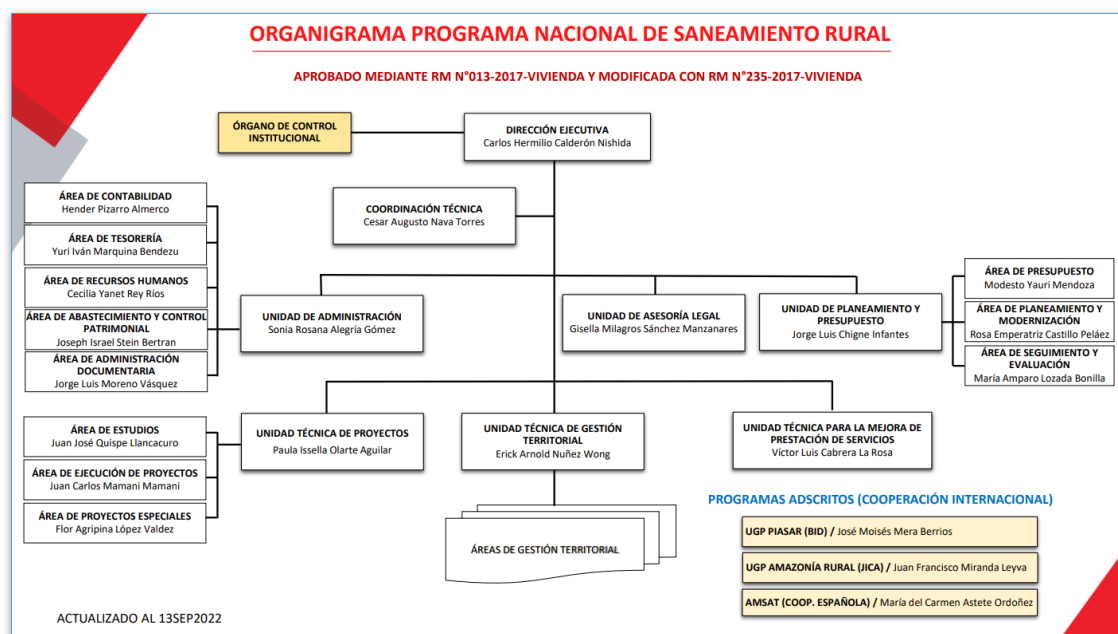 ORGANIGRAMA PROGRAMA NACIONAL DE SANEAMIENTO RURAL
APROBADO MEDIANTE RM N°013-2017-VIVIENDA Y MODIFICADA CON RM N°235-2017-VIVIENDA
ÓRGANO DE CONTROL
INSTITUCIONAL
DIRECCIÓN EJECUTIVA
Carlos Hermilio Calderón Nishida
COORDINACIÓN TÉCNICA
Cesar Augusto Nava Torres
ÁREA DE CONTABILIDAD
Hender Pizarro Almerco
ÁREA DE TESORERÍA
Yuri Iván Marquina Bendezu
ÁREA DE RECURSOS HUMANOS
Cecilia Yanet Rey Ríos
ÁREA DE ABASTECIMIENTO Y CONTROL
PATRIMONIAL
Joseph Israel Stein Bertran
ÁREA DE ADMINISTRACIÓN
DOCUMENTARIA
Jorge Luis Moreno Vásquez
UNIDAD DE ADMINISTRACIÓN
Sonia Rosana Alegría Gómez
UNIDAD DE ASESORÍA LEGAL
Gisella Milagros Sánchez Manzanares
UNIDAD DE PLANEAMIENTO Y
PRESUPUESTO
Jorge Luis Chigne Infantes
ÁREA DE PRESUPUESTO
Modesto Yauri Mendoza
ÁREA DE PLANEAMIENTO Y
MODERNIZACIÓN
Rosa Emperatriz Castillo Peláez
ÁREA DE SEGUIMIENTO Y
EVALUACIÓN
María Amparo Lozada Bonilla
ÁREA DE ESTUDIOS
Juan José Quispe Llancacuro
ÁREA DE EJECUCIÓN DE PROYECTOS
Juan Carlos Mamani Mamani
ÁREA DE PROYECTOS ESPECIALES
Flor Agripina López Valdez
UNIDAD TÉCNICA DE PROYECTOS
Paula Issella Olarte Aguilar
UNIDAD TÉCNICA DE GESTIÓN
TERRITORIAL
Erick Arnold Nuñez Wong
UNIDAD TÉCNICA PARA LA MEJORA DE
PRESTACIÓN DE SERVICIOS
Víctor Luis Cabrera La Rosa
ÁREAS DE GESTIÓN TERRITORIAL
PROGRAMAS ADSCRITOS (COOPERACIÓN INTERNACIONAL)
UGP PIASAR (BID) / José Moisés Mera Berrios
UGP AMAZONÍA RURAL (JICA) / Juan Francisco Miranda Leyva
AMSAT (COOP. ESPAÑOLA) / María del Carmen Astete Ordoñez
ACTUALIZADO AL 13SEP2022